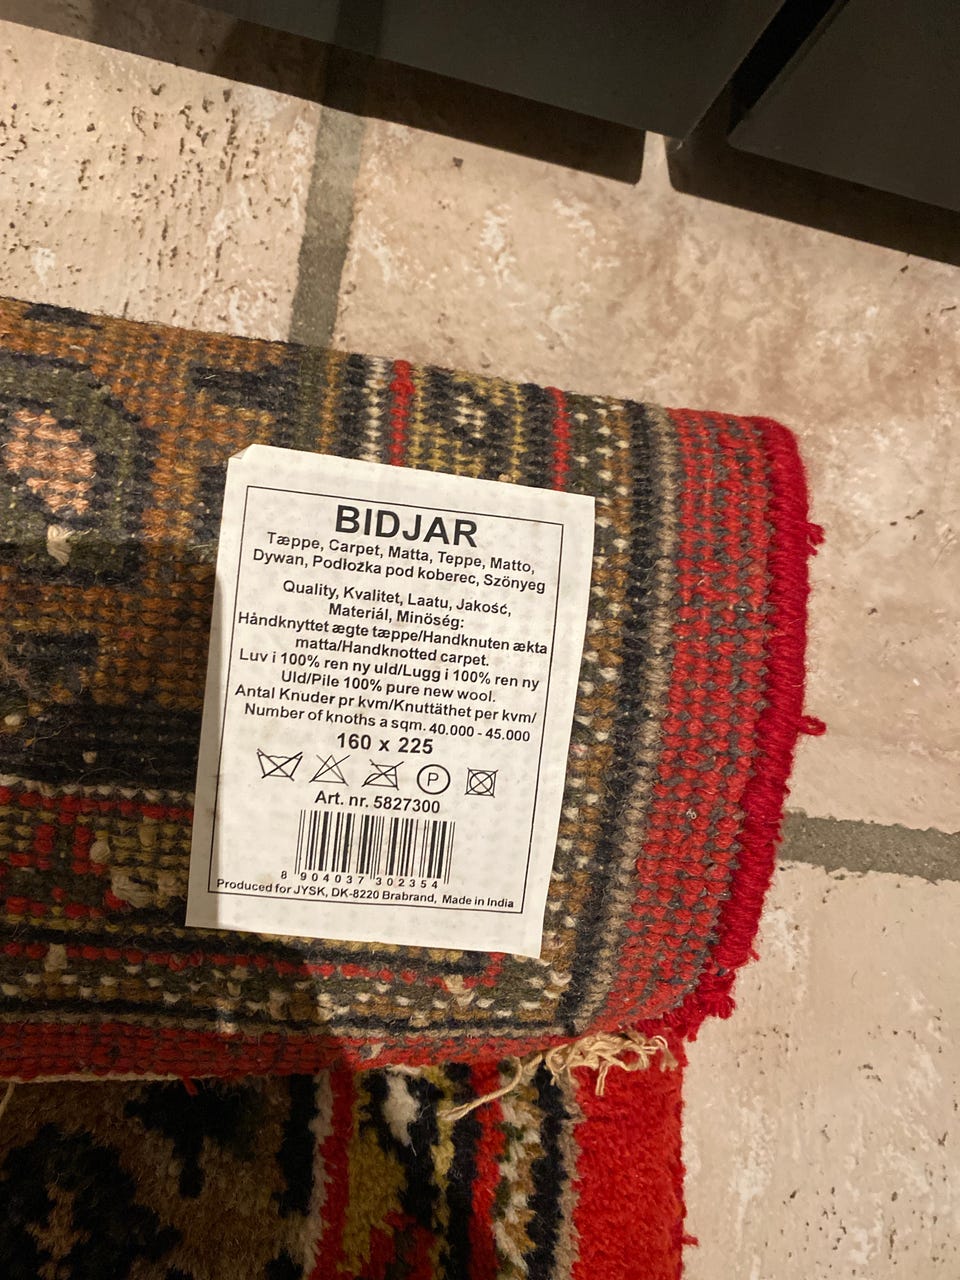 BIDJAR
Tæppe, Carpet, Matta, Teppe, Matto,
Dywan, Podložka pod koberec, Szönyeg
Quality, Kvalitet, Laatu, Jakość,
Materiál, Minöség:
Håndknyttet ægte tæppe/Handknuten ækta
matta/Handknotted carpet.
Luv i 100% ren ny uld/Lugg i 100% ren ny
Uld/Pile 100% pure new wool.
Antal Knuder pr kvm/Knuttäthet per kvm/
Number of knoths a sqm. 40.000 - 45.000
160 x 225
P
Art. nr. 5827300
8 904037 302354
Produced for JYSK, DK-8220 Brabrand, Made in India